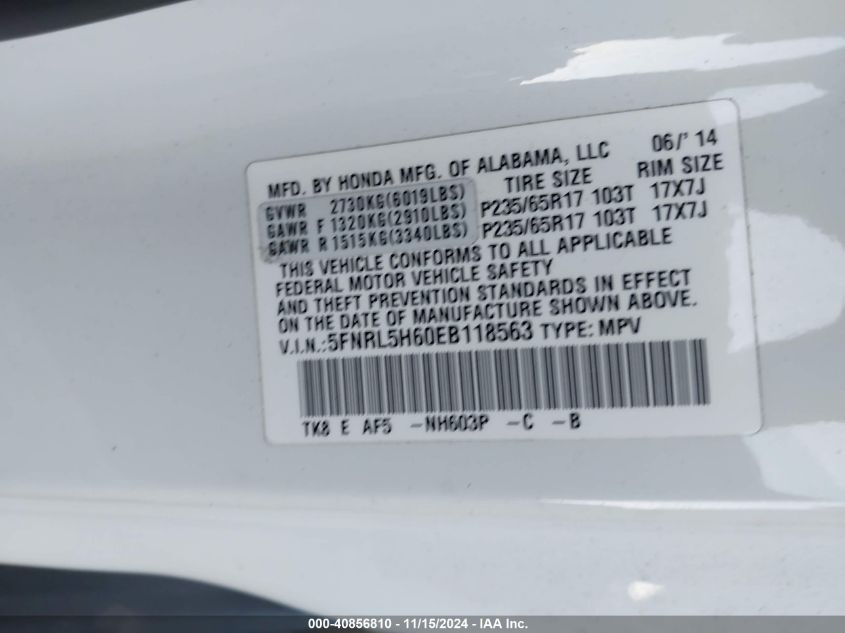 MFD. BY HONDA MFG. OF ALABAMA, LLC 06/' 14
TIRE SIZE RIM SIZE
GVWR 2730KG(6019LBS)
GAWR F 1320KG(2910LBS) P235/65R17 103T 17X7J
GAWR R 1515KG(3340LBS) P235/65R17 103T 17X7J
THIS VEHICLE CONFORMS TO ALL APPLICABLE
FEDERAL MOTOR VEHICLE SAFETY
AND THEFT PREVENTION STANDARDS IN EFFECT
ON THE DATE OF MANUFACTURE SHOWN ABOVE.
V.I.N.:5FNRL5H60EB118563 TYPE: MPV
TK8 E AF5 -NH603P -C -B
000-40856810 - 11/15/2024 - IAA Inc.